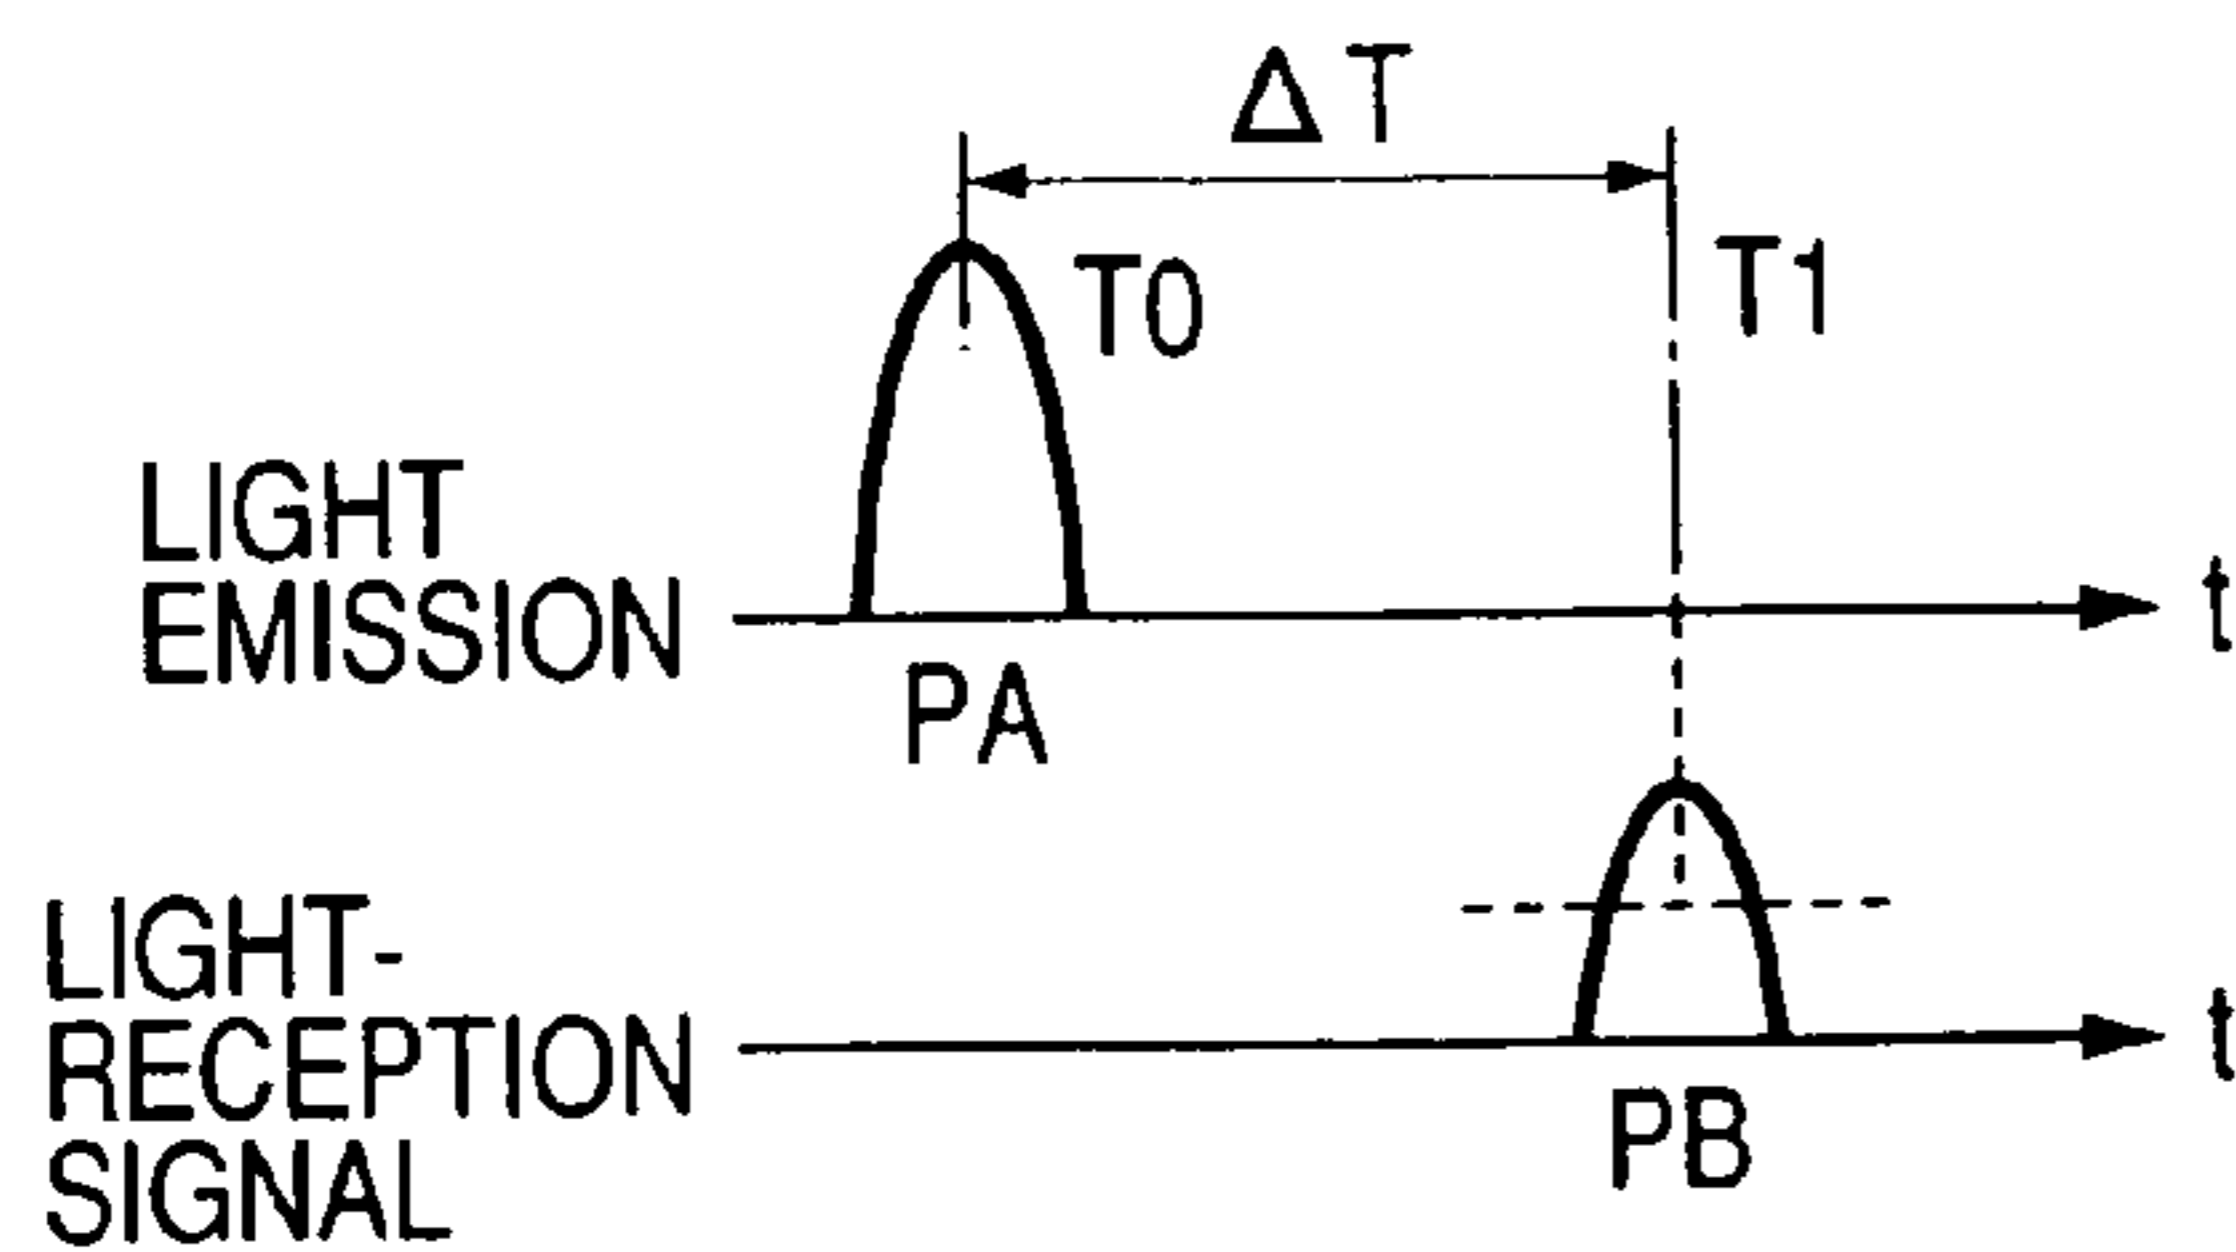 ΔT
T0
T1
LIGHT
EMISSION
t
PA
LIGHT-
RECEPTION
SIGNAL
t
PB